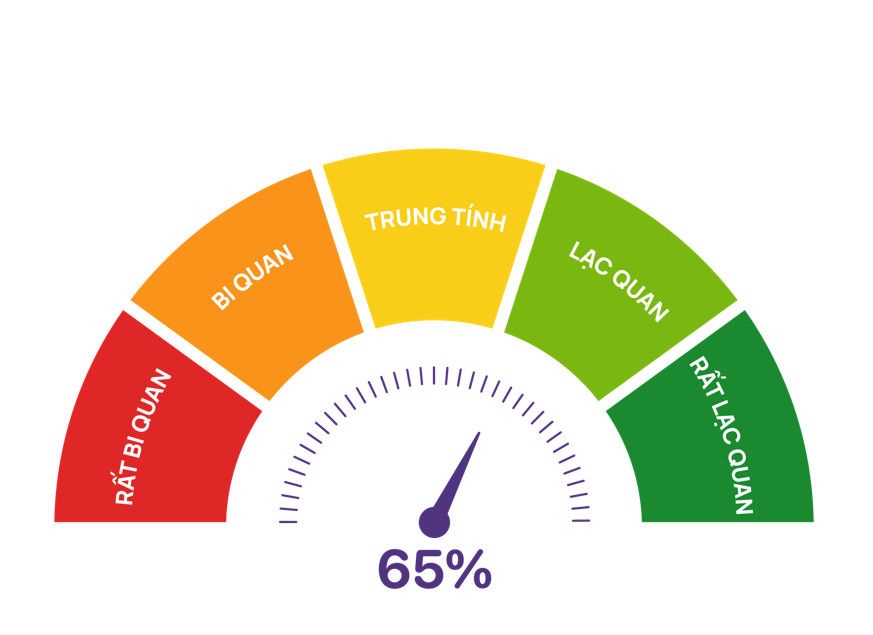 RẤT BI QUAN
BI QUAN
TRUNG TÍNH
LẠC QUAN
RẤT LẠC QUAN
65%